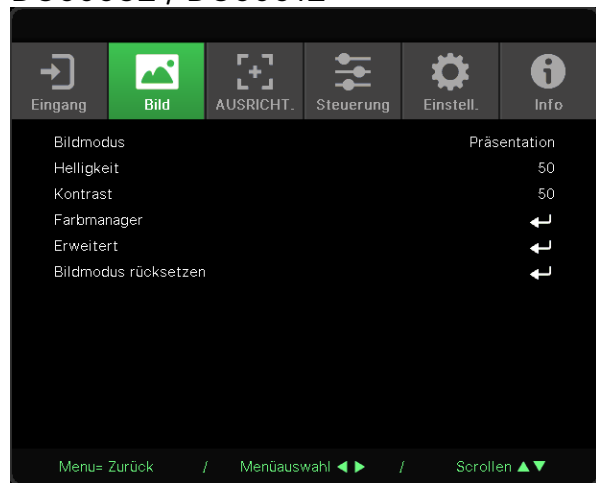 Eingang Bild AUSRICHT. Steuerung Einstell. Info
Bildmodus Präsentation
Helligkeit 50
Kontrast 50
Farbmanager
Erweitert
Bildmodus rücksetzen
Menu= Zurück / Menüauswahl ◀ ▶ / Scrollen ▲▼